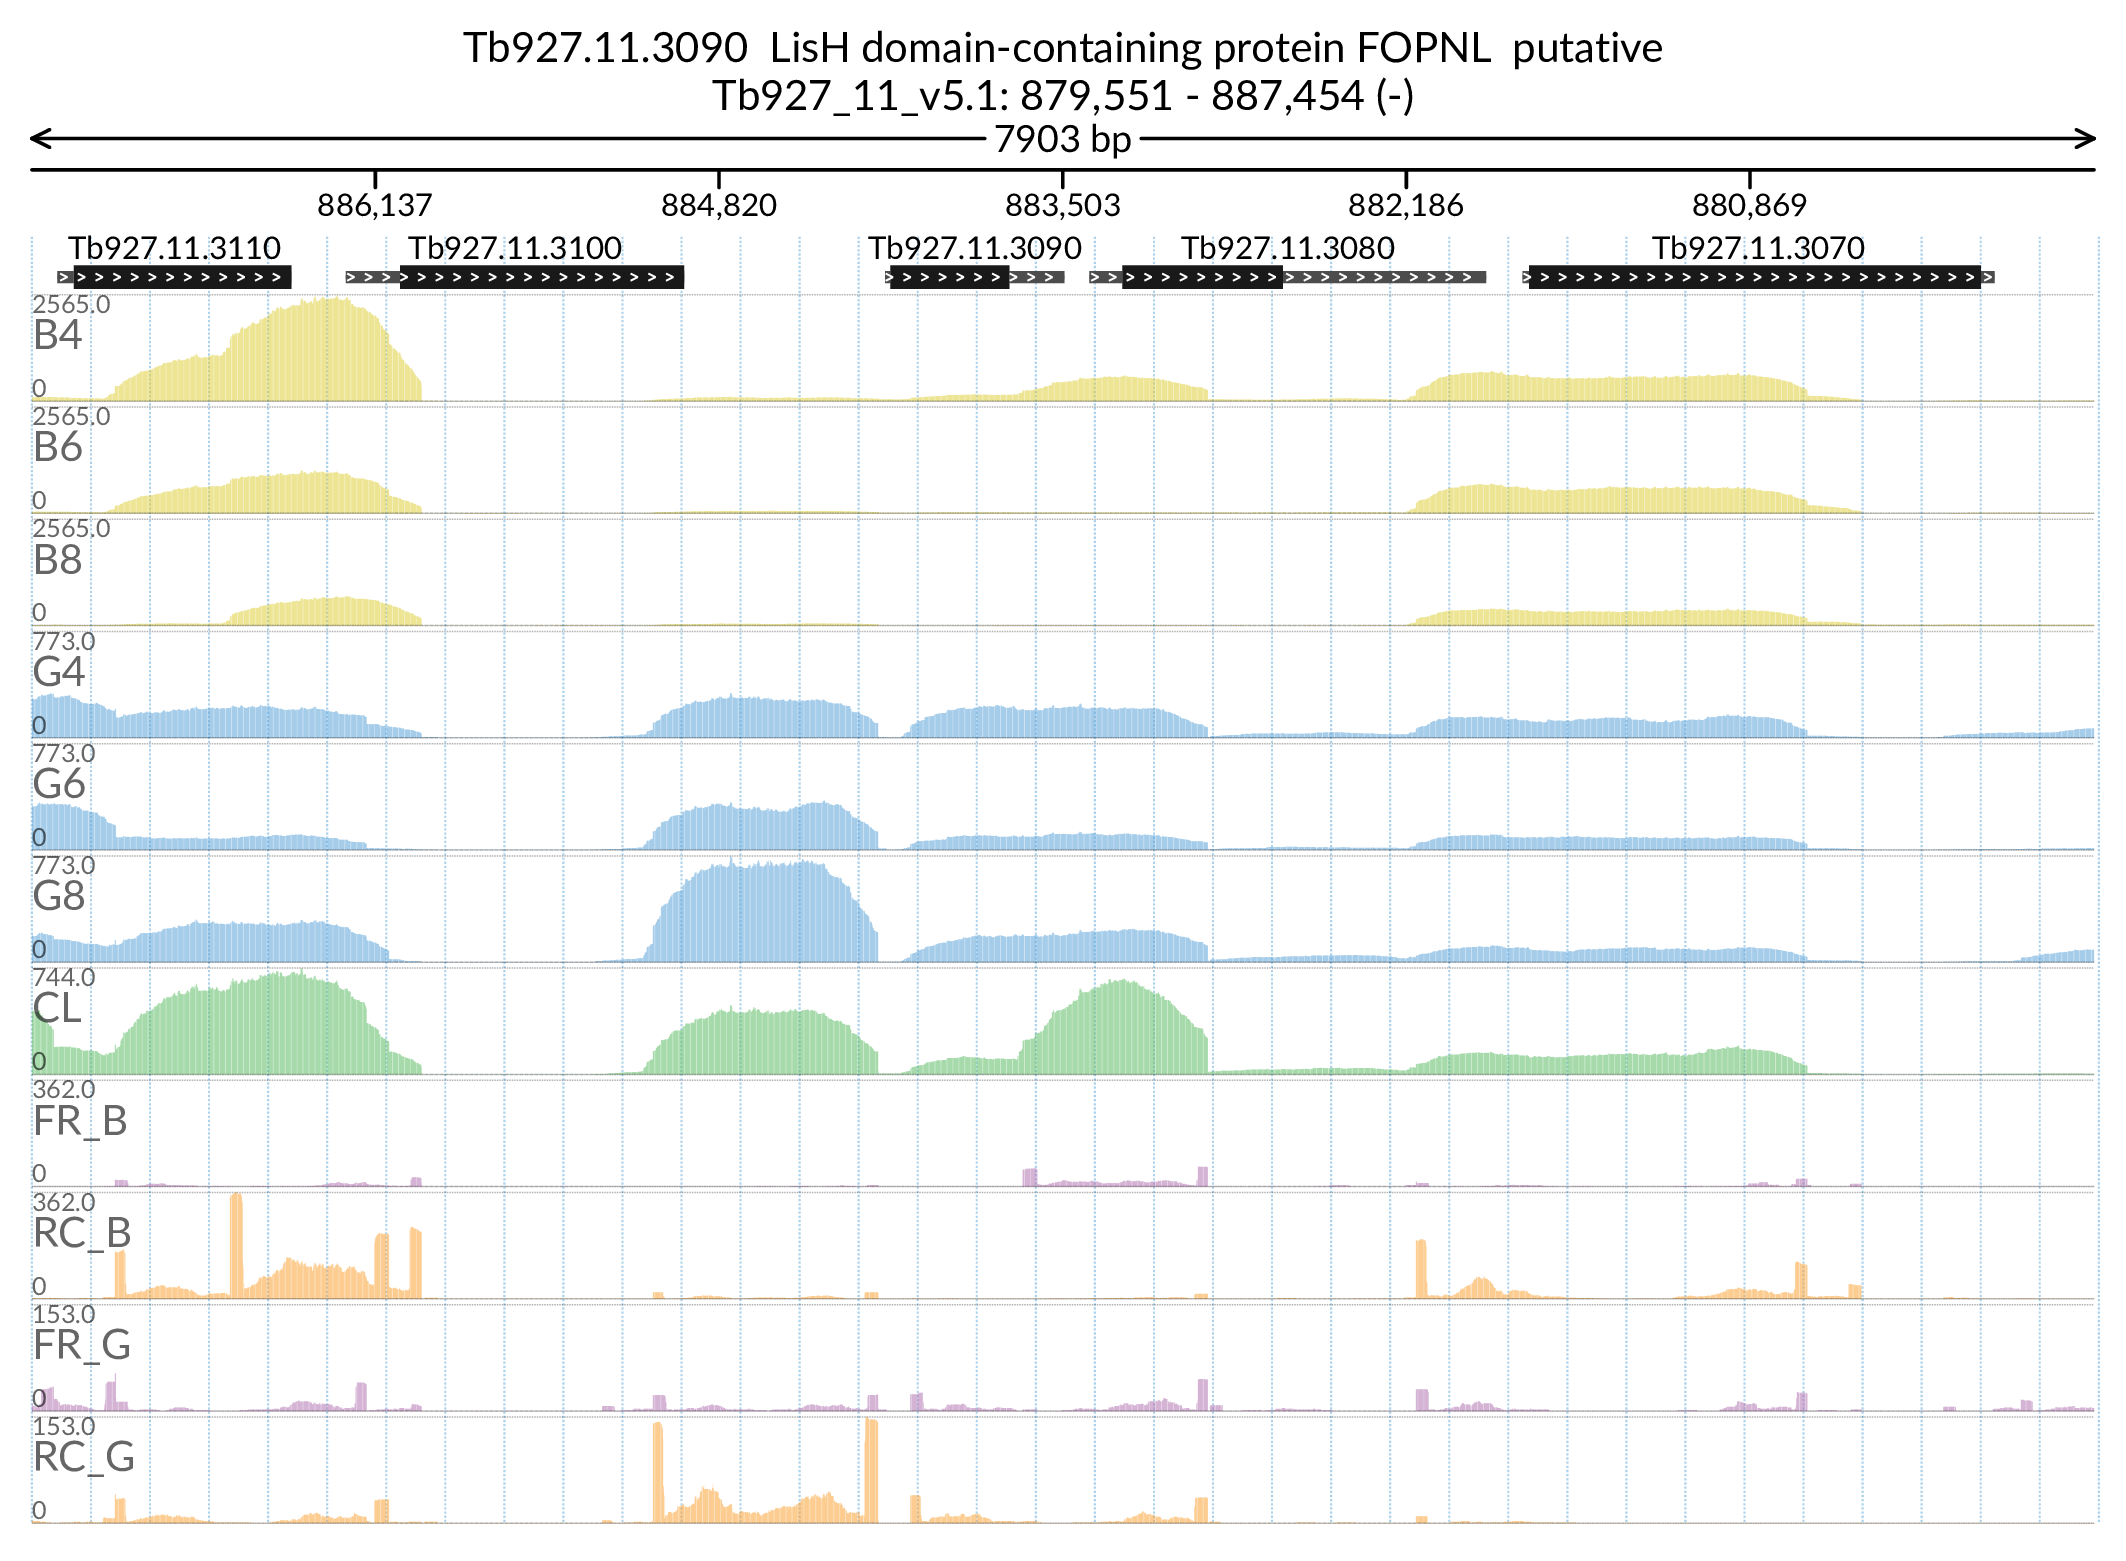 Tb927.11.3090 LisH domain-containing protein FOPNL putative
Tb927_11_v5.1: 879,551 - 887,454 (-)
7903 bp
886,137 884,820 883,503 882,186 880,869
Tb927.11.3110 Tb927.11.3100 Tb927.11.3090 Tb927.11.3080 Tb927.11.3070
2565.0
B4
0
2565.0
B6
0
2565.0
B8
0
773.0
G4
0
773.0
G6
0
773.0
G8
0
744.0
CL
0
362.0
FR_B
0
362.0
RC_B
0
153.0
FR_G
0
153.0
RC_G
0